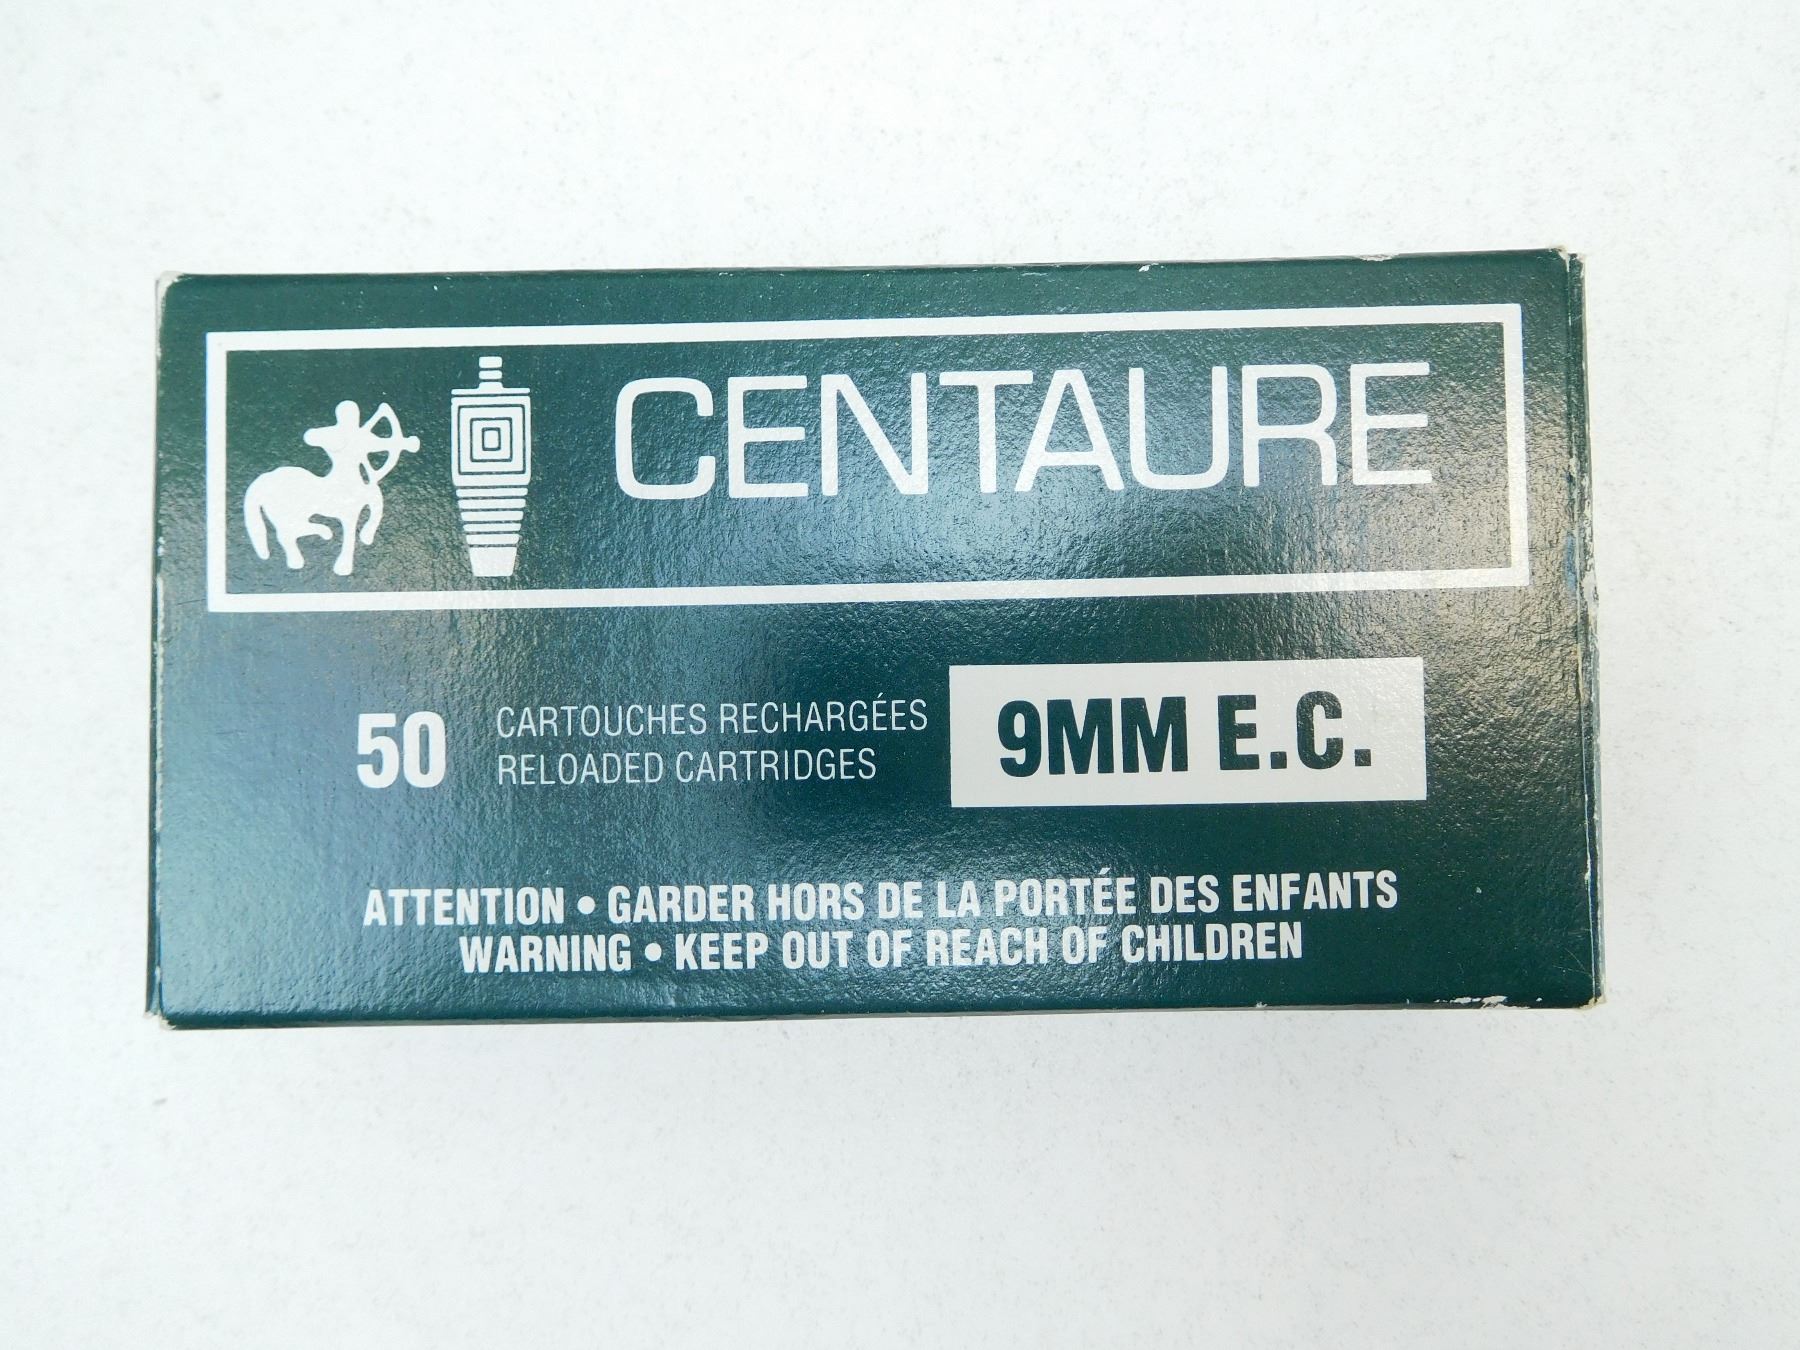 CENTAURE
50
CARTOUCHES RECHARGÉES
RELOADED CARTRIDGES
9MM E.C.
ATTENTION • GARDER HORS DE LA PORTÉE DES ENFANTS
WARNING • KEEP OUT OF REACH OF CHILDREN